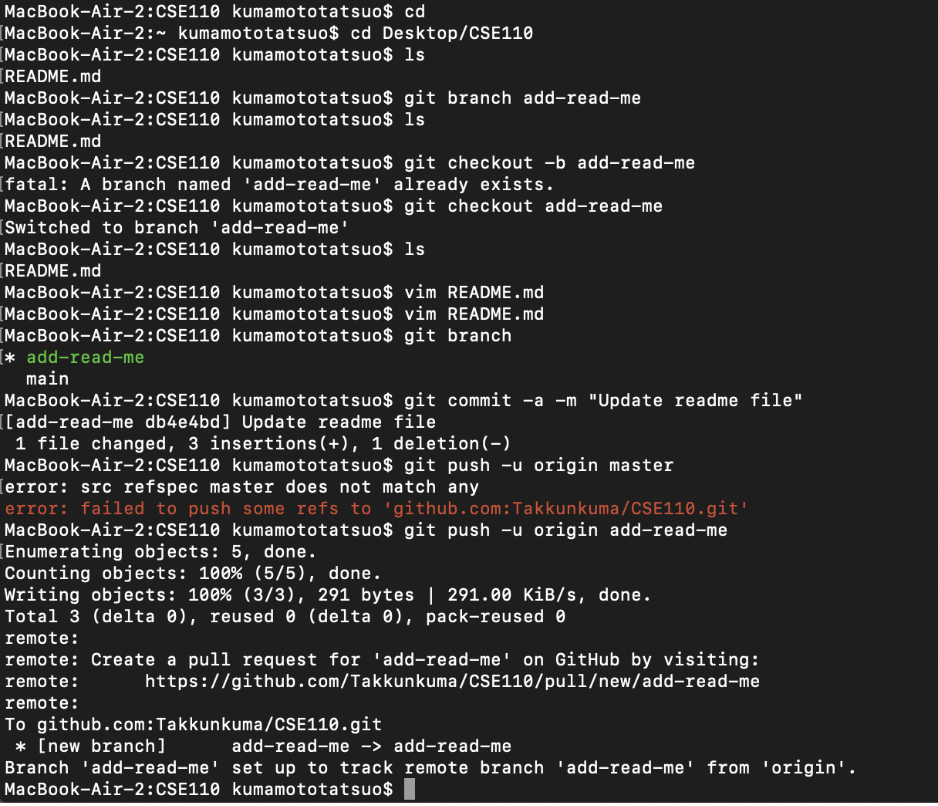 MacBook-Air-2:CSE110 kumamototatsuo$ cd
[MacBook-Air-2:~ kumamototatsuo$ cd Desktop/CSE110
[MacBook-Air-2:CSE110 kumamototatsuo$ ls
[README.md
MacBook-Air-2:CSE110 kumamototatsuo$ git branch add-read-me
[MacBook-Air-2:CSE110 kumamototatsuo$ ls
[README.md
MacBook-Air-2:CSE110 kumamototatsuo$ git checkout -b add-read-me
[fatal: A branch named 'add-read-me' already exists.
MacBook-Air-2:CSE110 kumamototatsuo$ git checkout add-read-me
[Switched to branch 'add-read-me'
MacBook-Air-2:CSE110 kumamototatsuo$ ls
[README.md
MacBook-Air-2:CSE110 kumamototatsuo$ vim README.md
[MacBook-Air-2:CSE110 kumamototatsuo$ vim README.md
[MacBook-Air-2:CSE110 kumamototatsuo$ git branch
[* add-read-me
main
MacBook-Air-2:CSE110 kumamototatsuo$ git commit -a -m "Update readme file"
[[add-read-me db4e4bd] Update readme file
1 file changed, 3 insertions(+), 1 deletion(-)
MacBook-Air-2:CSE110 kumamototatsuo$ git push -u origin master
[error: src refspec master does not match any
error: failed to push some refs to 'github.com:Takkunkuma/CSE110.git'
MacBook-Air-2:CSE110 kumamototatsuo$ git push -u origin add-read-me
[Enumerating objects: 5, done.
Counting objects: 100% (5/5), done.
Writing objects: 100% (3/3), 291 bytes | 291.00 KiB/s, done.
Total 3 (delta 0), reused 0 (delta 0), pack-reused 0
remote:
remote: Create a pull request for 'add-read-me' on GitHub by visiting:
remote:      https://github.com/Takkunkuma/CSE110/pull/new/add-read-me
remote:
To github.com:Takkunkuma/CSE110.git
* [new branch]      add-read-me -> add-read-me
Branch 'add-read-me' set up to track remote branch 'add-read-me' from 'origin'.
MacBook-Air-2:CSE110 kumamototatsuo$